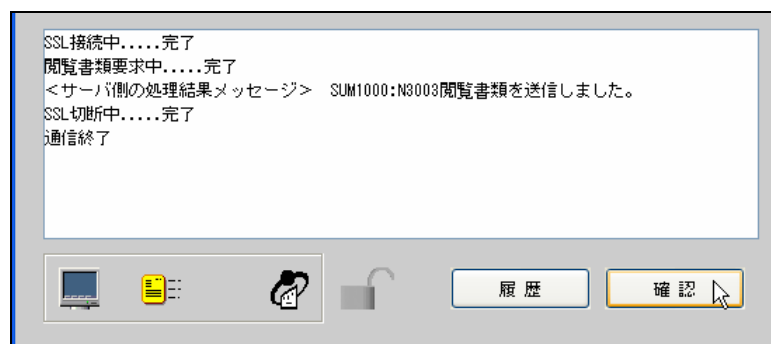 SSL接続中.....完了
閲覧書類要求中.....完了
＜サーバ側の処理結果メッセージ＞　SUM1000:N3003閲覧書類を送信しました。
SSL切断中.....完了
通信終了
履 歴
確 認